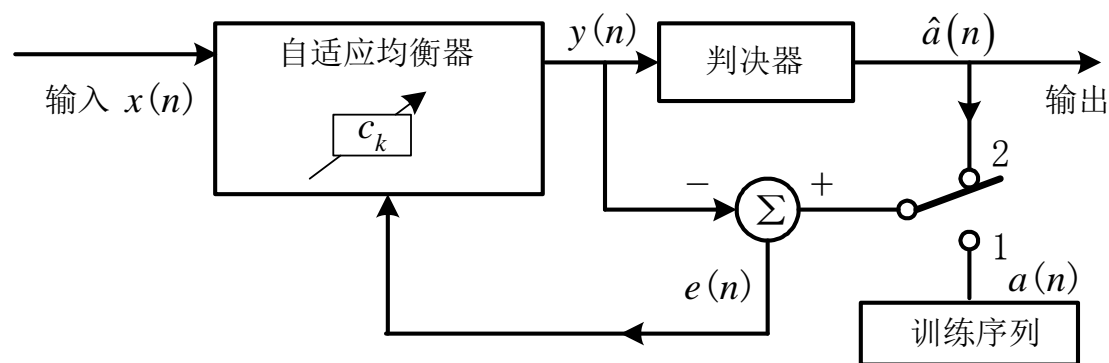 自适应均衡器
y(n)
判决器
â(n)
输入 x(n)
输出
c_k
2
−
Σ
+
1
e(n)
a(n)
训练序列